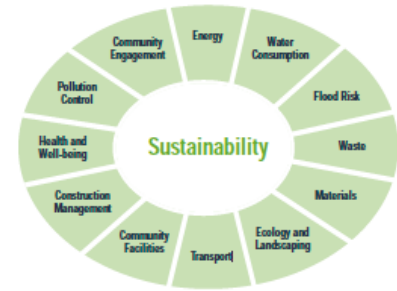 Energy
Water
Consumption
Flood Risk
Waste
Materials
Ecology and
Landscaping
Transport
Community
Facilities
Construction
Management
Health and
Well-being
Pollution
Control
Community
Engagement
Sustainability